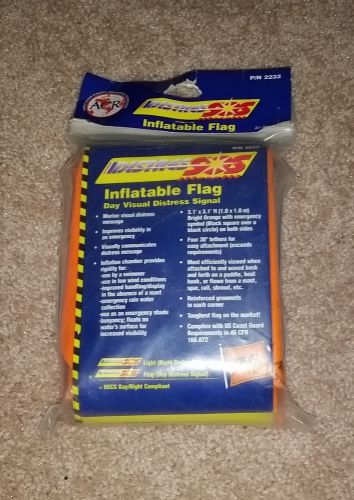 P/N 2232
ACR
DISTRESS SOS
Inflatable Flag
P/N 2232
DISTRESS SOS
Inflatable Flag
Day Visual Distress Signal
• Marine visual distress
message
• Improves visibility in
an emergency
• Visually communicates
distress message
• Inflation chamber provides
rigidity for:
-use by a swimmer
-use in low wind conditions
-improved handling/display
in the absence of a mast
-emergency rain water
collection
-use as an emergency shade
-buoyancy; floats on
water's surface for
increased visibility
• 3.1' x 3.1' ft (1.0 x 1.0 m)
Bright Orange with emergency
symbol (Black square over a
black circle) on both sides
• Four 30" tethers for
easy attachment (exceeds
requirements)
• Most efficiently viewed when
attached to and waved back
and forth on a paddle, boat
hook, or flown from a mast,
spar, rail, shroud, etc.
• Reinforced grommets
in each corner
• Toughest flag on the market!
• Complies with US Coast Guard
Requirements in 46 CFR
160.072
Light (Night Distress
Flag (Day Distress Signal)
= USCG Day/Night Compliant